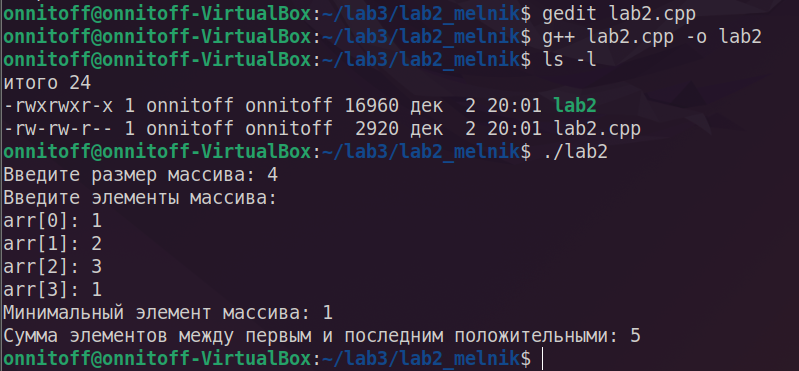 onnitoff@onnitoff-VirtualBox:~/lab3/lab2_melnik$ gedit lab2.cpp
onnitoff@onnitoff-VirtualBox:~/lab3/lab2_melnik$ g++ lab2.cpp -o lab2
onnitoff@onnitoff-VirtualBox:~/lab3/lab2_melnik$ ls -l
итого 24
-rwxrwxr-x 1 onnitoff onnitoff 16960 дек  2 20:01 lab2
-rw-rw-r-- 1 onnitoff onnitoff  2920 дек  2 20:01 lab2.cpp
onnitoff@onnitoff-VirtualBox:~/lab3/lab2_melnik$ ./lab2
Введите размер массива: 4
Введите элементы массива:
arr[0]: 1
arr[1]: 2
arr[2]: 3
arr[3]: 1
Минимальный элемент массива: 1
Сумма элементов между первым и последним положительными: 5
onnitoff@onnitoff-VirtualBox:~/lab3/lab2_melnik$